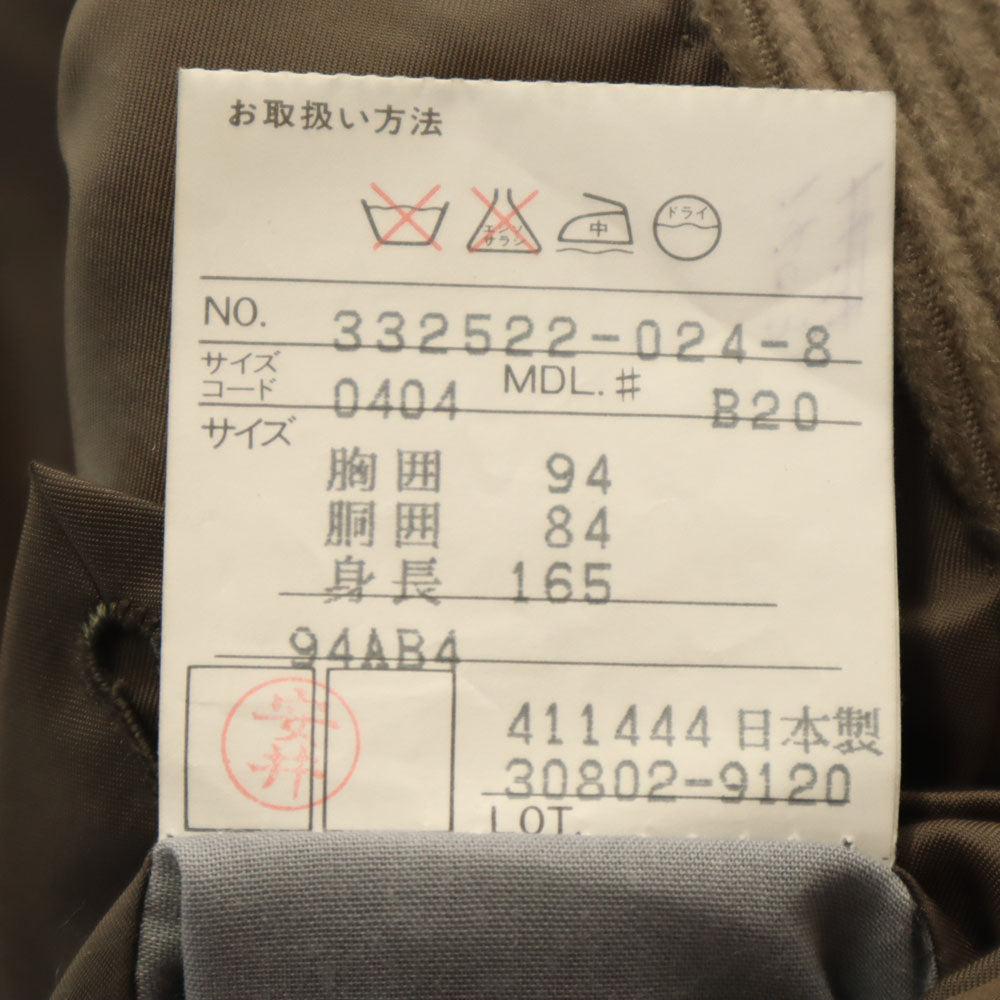 お取扱い方法
エンソサラシ 中 ドライ
NO. 332522-024-8
サイズコード 0404 MDL.# B20
サイズ
胸囲 94
胴囲 84
身長 165
94AB4
安井
411444 日本製
30802-9120
LOT.